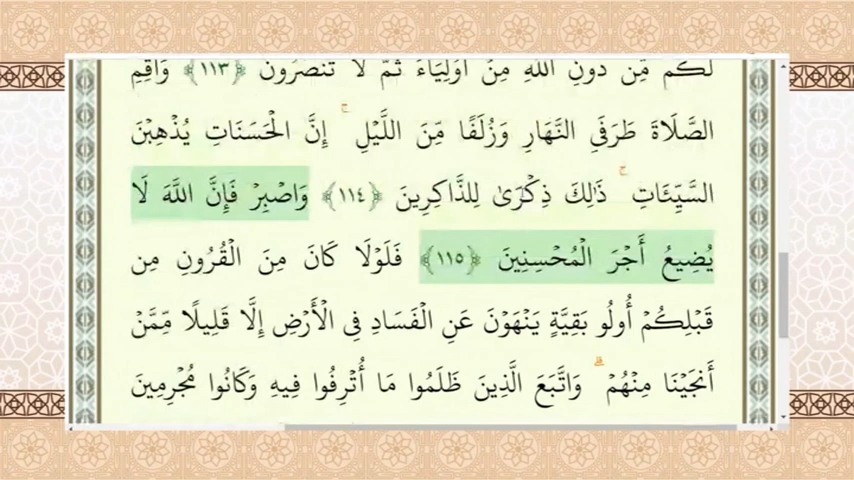 لَكُم مِّن دُونِ اللَّهِ مِنْ أَوْلِيَاءَ ثُمَّ لَا تُنصَرُونَ ﴿١١٣﴾ وَأَقِمِ
الصَّلَاةَ طَرَفَيِ النَّهَارِ وَزُلَفًا مِّنَ اللَّيْلِ ۚ إِنَّ الْحَسَنَاتِ يُذْهِبْنَ
السَّيِّئَاتِ ۚ ذَٰلِكَ ذِكْرَىٰ لِلذَّاكِرِينَ ﴿١١٤﴾ وَاصْبِرْ فَإِنَّ اللَّهَ لَا
يُضِيعُ أَجْرَ الْمُحْسِنِينَ ﴿١١٥﴾ فَلَوْلَا كَانَ مِنَ الْقُرُونِ مِن
قَبْلِكُمْ أُولُو بَقِيَّةٍ يَنْهَوْنَ عَنِ الْفَسَادِ فِي الْأَرْضِ إِلَّا قَلِيلًا مِّمَّنْ
أَنجَيْنَا مِنْهُمْ ۗ وَاتَّبَعَ الَّذِينَ ظَلَمُوا مَا أُتْرِفُوا فِيهِ وَكَانُوا مُجْرِمِينَ